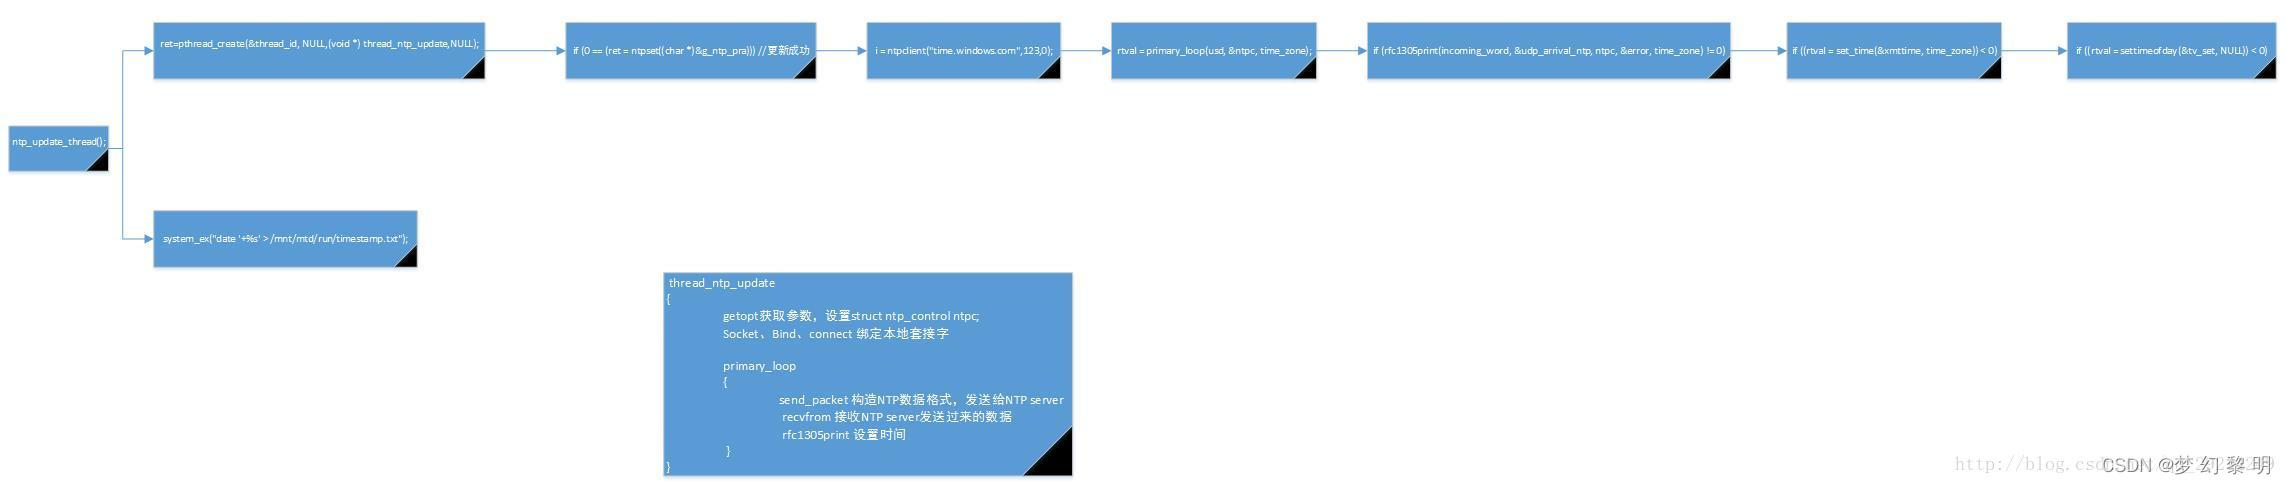 ret=pthread_create(&thread_id, NULL,(void *) thread_ntp_update,NULL);
if (0 == (ret = ntpset((char *)&g_ntp_pra))) //更新成功
i = ntpclient("time.windows.com",123,0);
rtval = primary_loop(usd, &ntpc, time_zone);
if (rfc1305print(incoming_word, &udp_arrival_ntp, ntpc, &error, time_zone) != 0)
if ((rtval = set_time(&xmttime, time_zone)) < 0)
if ((rtval = settimeofday(&tv_set, NULL)) < 0)
ntp_update_thread();
system_ex("date '+%s' > /mnt/mtd/run/timestamp.txt");
thread_ntp_update
{
getopt获取参数，设置struct ntp_control ntpc;
Socket、Bind、connect 绑定本地套接字
primary_loop
{
send_packet 构造NTP数据格式，发送给NTP server
recvfrom 接收NTP server发送过来的数据
rfc1305print 设置时间
}
}
http://blog.csd
CSDN @梦 幻 黎 明